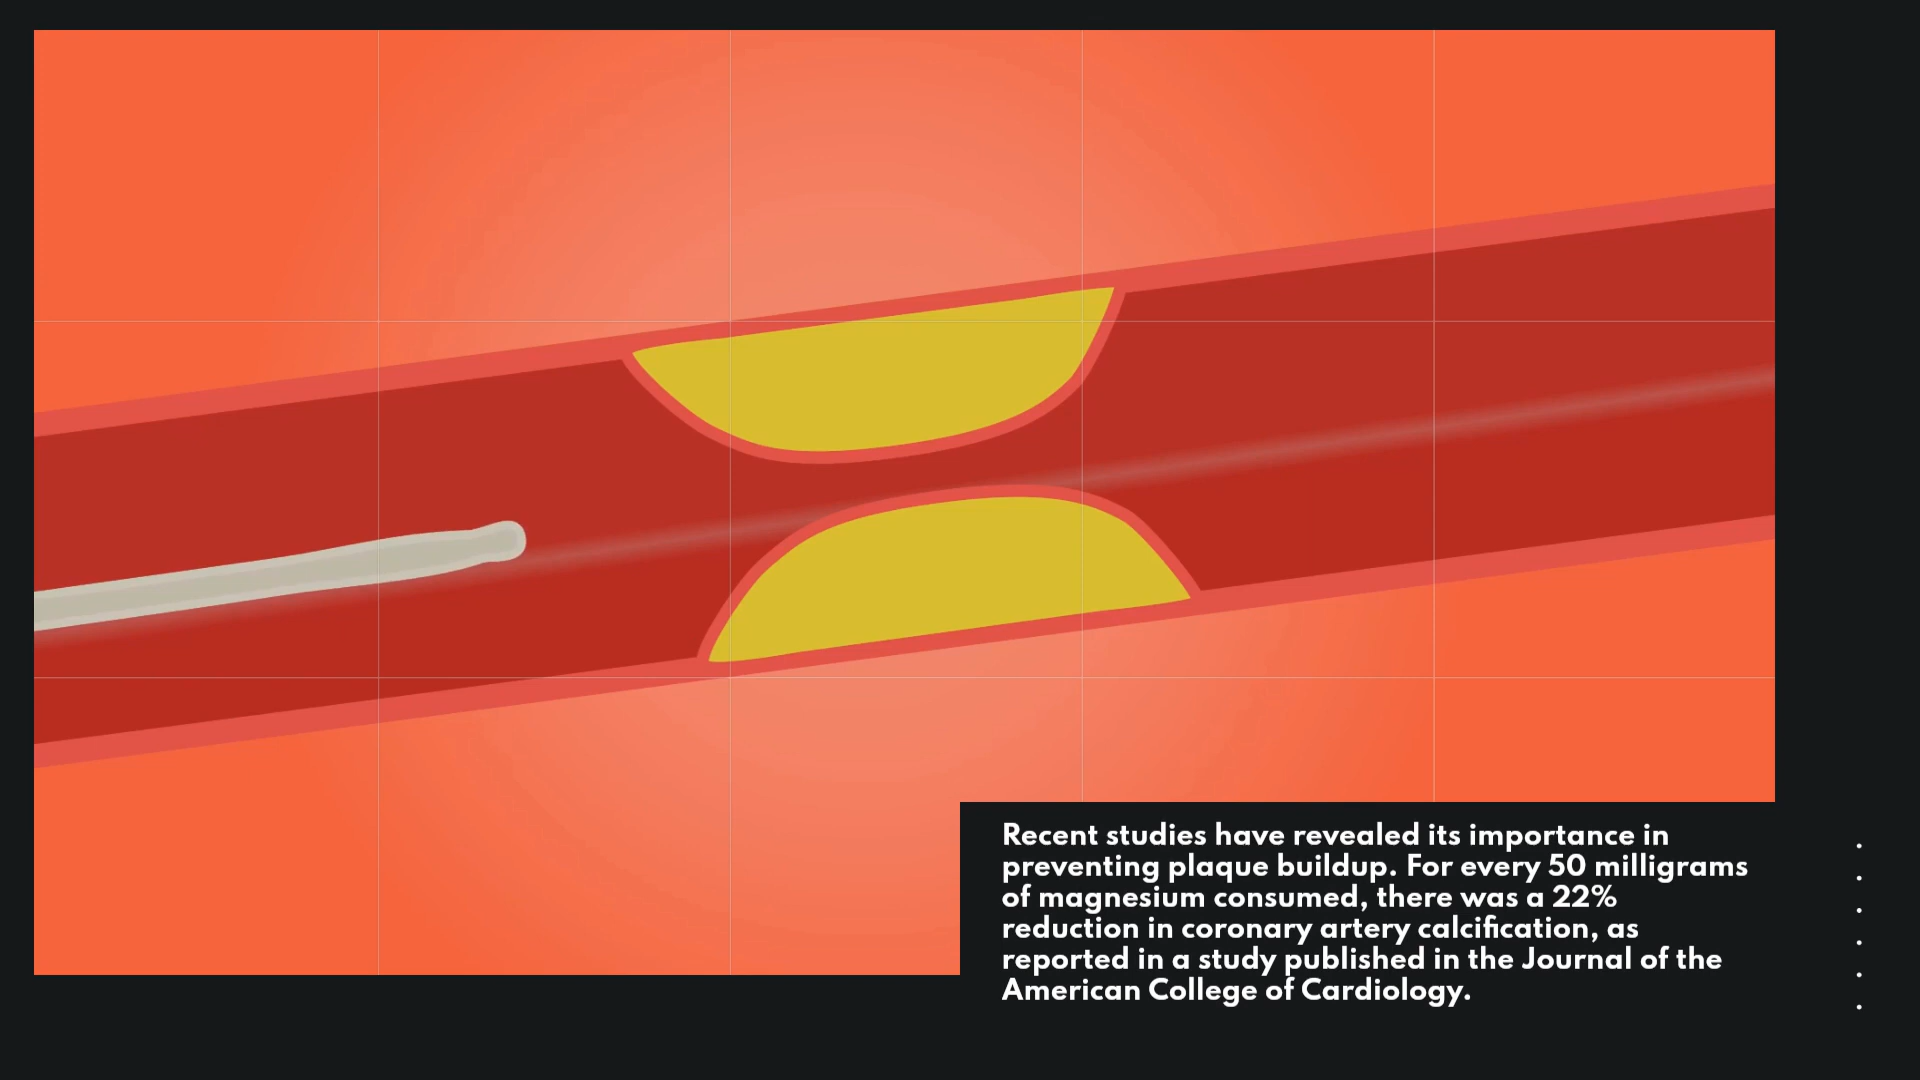 Recent studies have revealed its importance in
preventing plaque buildup. For every 50 milligrams
of magnesium consumed, there was a 22%
reduction in coronary artery calcification, as
reported in a study published in the Journal of the
American College of Cardiology.